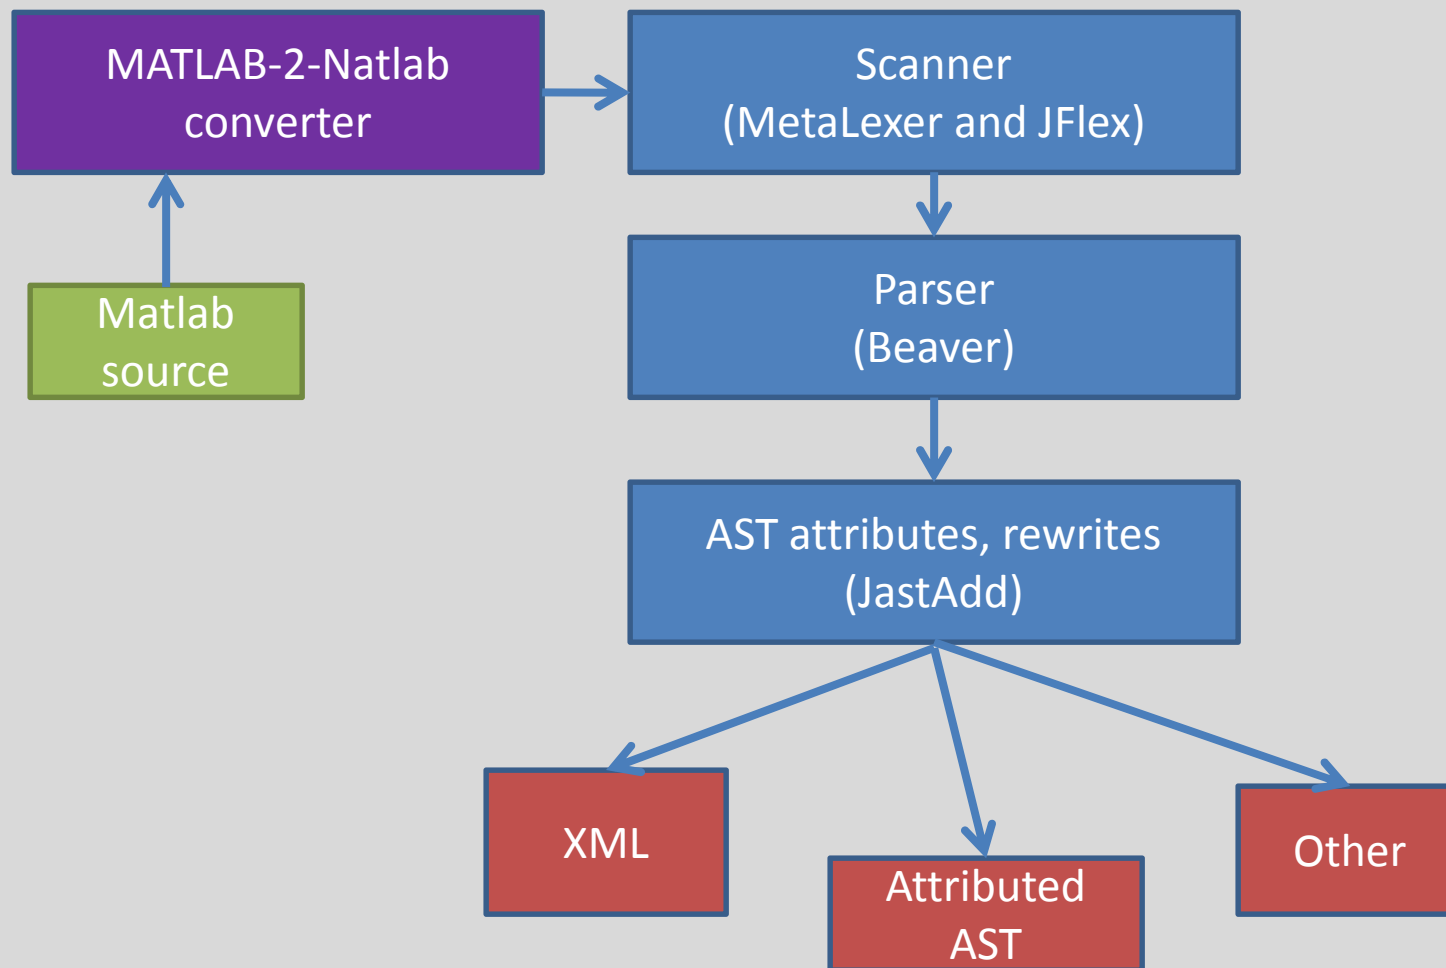 MATLAB-2-Natlab
converter
Scanner
(MetaLexer and JFlex)
Matlab
source
Parser
(Beaver)
AST attributes, rewrites
(JastAdd)
XML
Attributed
AST
Other